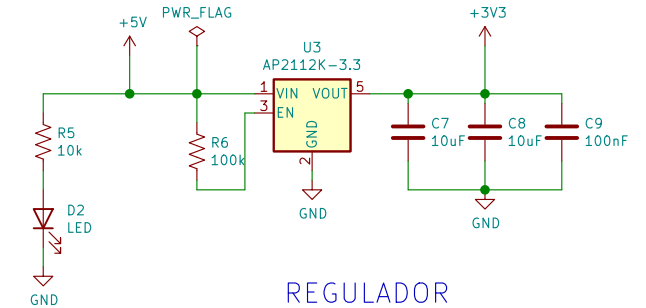 PWR_FLAG
+5V
+3V3
U3
AP2112K-3.3
1
VIN
VOUT
5
3
EN
GND
2
R5
10k
R6
100k
C7
10uF
C8
10uF
C9
100nF
D2
LED
GND
GND
GND
REGULADOR